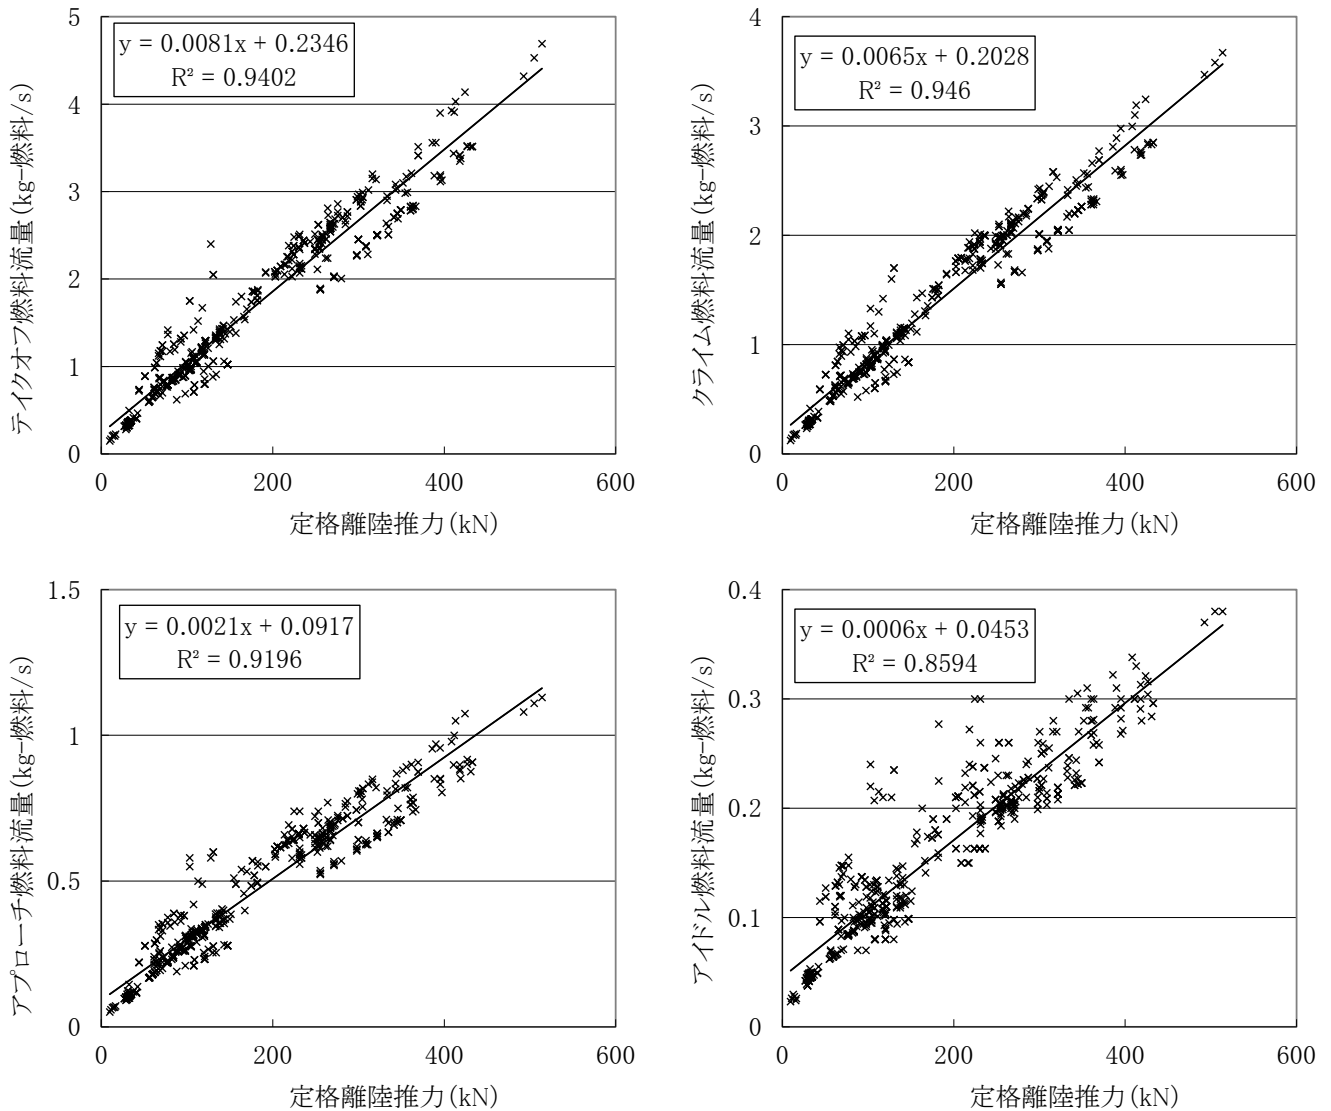 テイクオフ燃料流量(kg-燃料/s)
5
4
3
2
1
0
y = 0.0081x + 0.2346
R² = 0.9402
0 200 400 600
定格離陸推力(kN)
クライム燃料流量(kg-燃料/s)
4
3
2
1
0
y = 0.0065x + 0.2028
R² = 0.946
0 200 400 600
定格離陸推力(kN)
アプローチ燃料流量(kg-燃料/s)
1.5
1
0.5
0
y = 0.0021x + 0.0917
R² = 0.9196
0 200 400 600
定格離陸推力(kN)
アイドル燃料流量(kg-燃料/s)
0.4
0.3
0.2
0.1
0
y = 0.0006x + 0.0453
R² = 0.8594
0 200 400 600
定格離陸推力(kN)